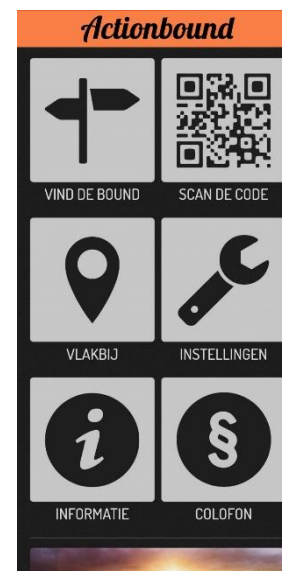 Actionbound
VIND DE BOUND
SCAN DE CODE
VLAKBIJ
INSTELLINGEN
INFORMATIE
COLOFON